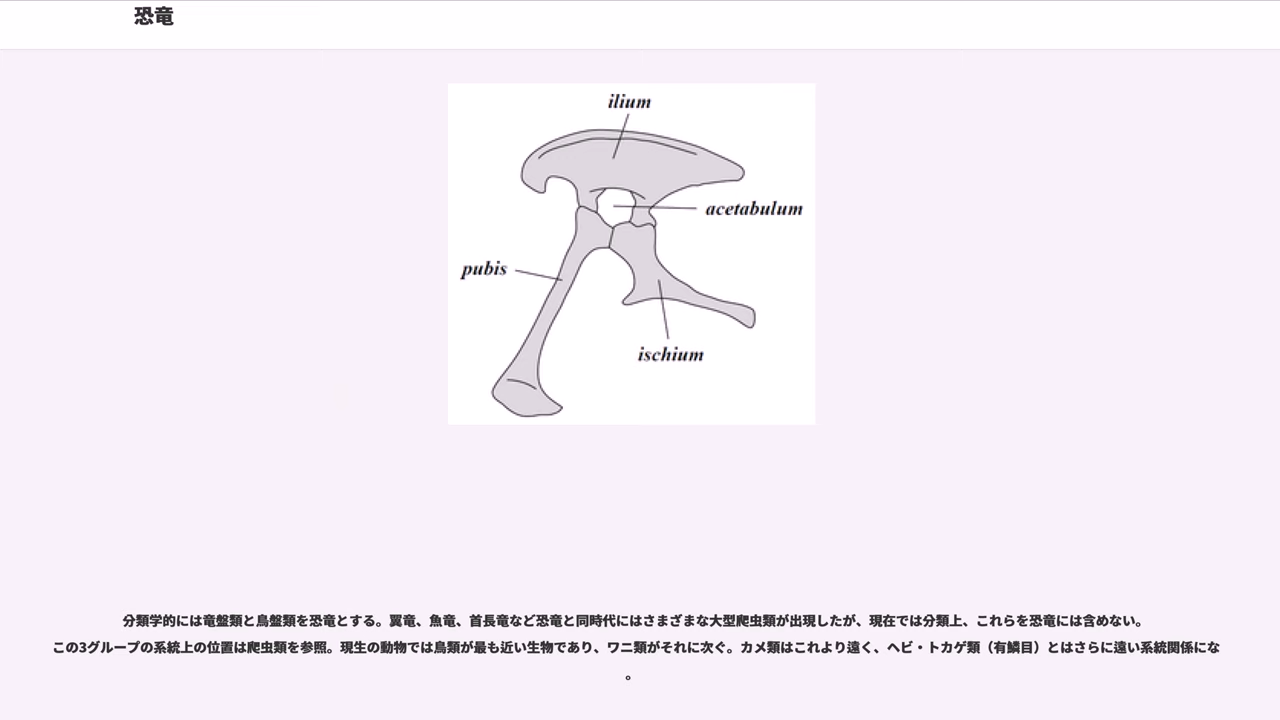 恐竜
ilium
acetabulum
pubis
ischium
分類学的には竜盤類と鳥盤類を恐竜とする。翼竜、魚竜、首長竜など恐竜と同時代にはさまざまな大型爬虫類が出現したが、現在では分類上、これらを恐竜には含めない。
この3グループの系統上の位置は爬虫類を参照。現生の動物では鳥類が最も近い生物であり、ワニ類がそれに次ぐ。カメ類はこれより遠く、ヘビ・トカゲ類（有鱗目）とはさらに遠い系統関係にな
。